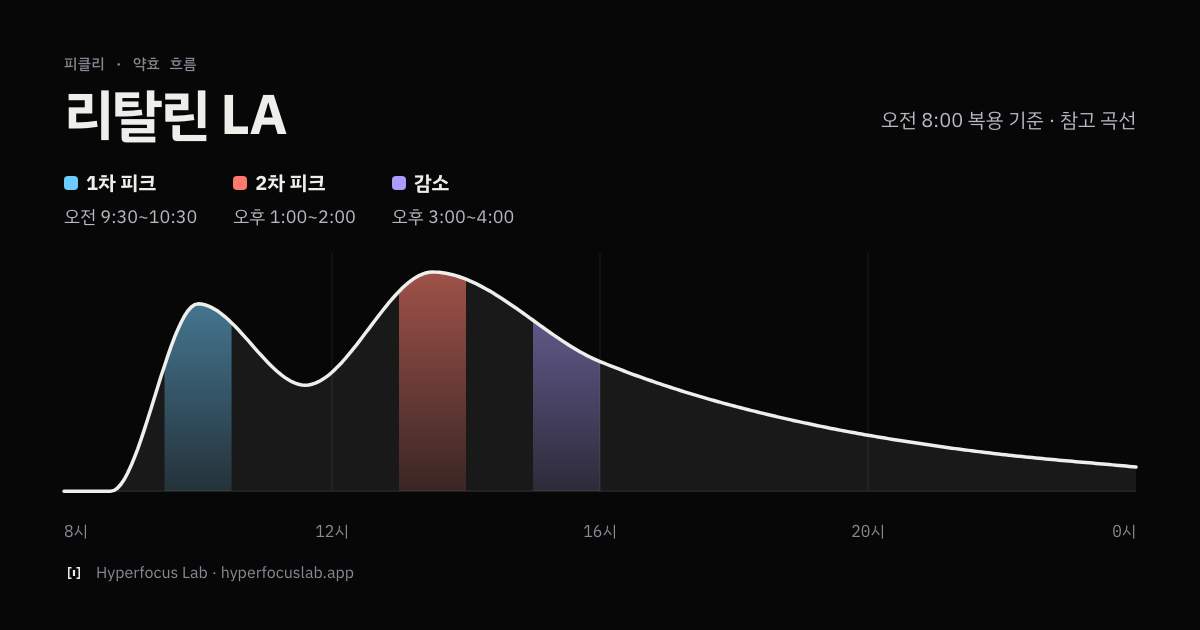 피클리 · 약효 흐름
리탈린 LA
오전 8:00 복용 기준 · 참고 곡선
1차 피크
오전 9:30~10:30
2차 피크
오후 1:00~2:00
감소
오후 3:00~4:00
8시
12시
16시
20시
0시
Hyperfocus Lab · hyperfocuslab.app